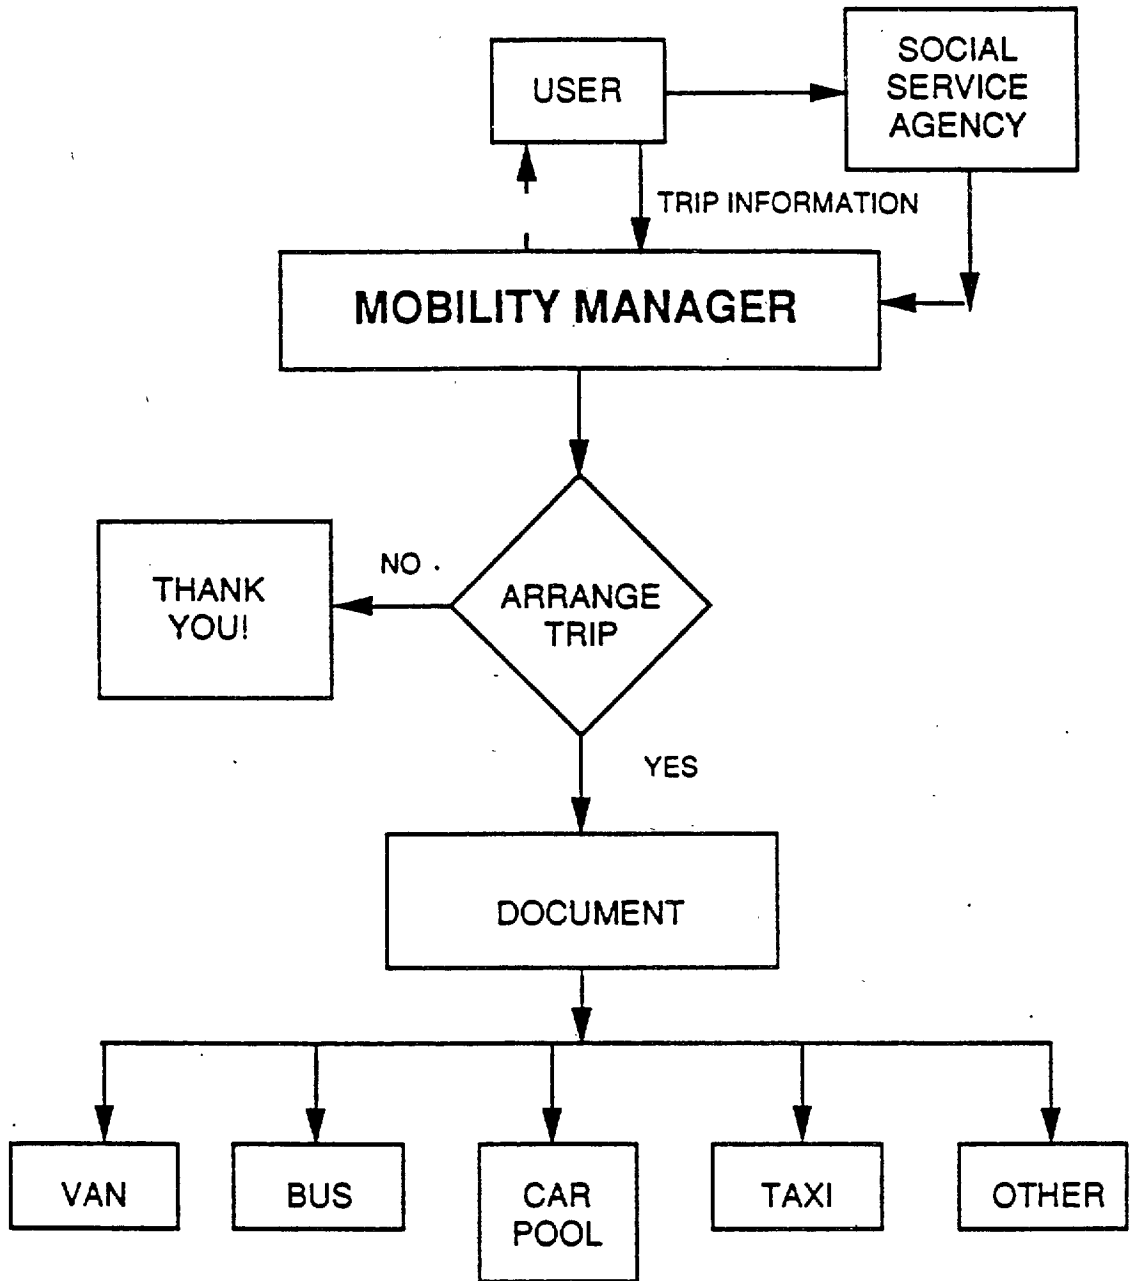 USER
SOCIAL
SERVICE
AGENCY
TRIP INFORMATION
MOBILITY MANAGER
NO
THANK
YOU!
ARRANGE
TRIP
YES
DOCUMENT
VAN
BUS
CAR
POOL
TAXI
OTHER